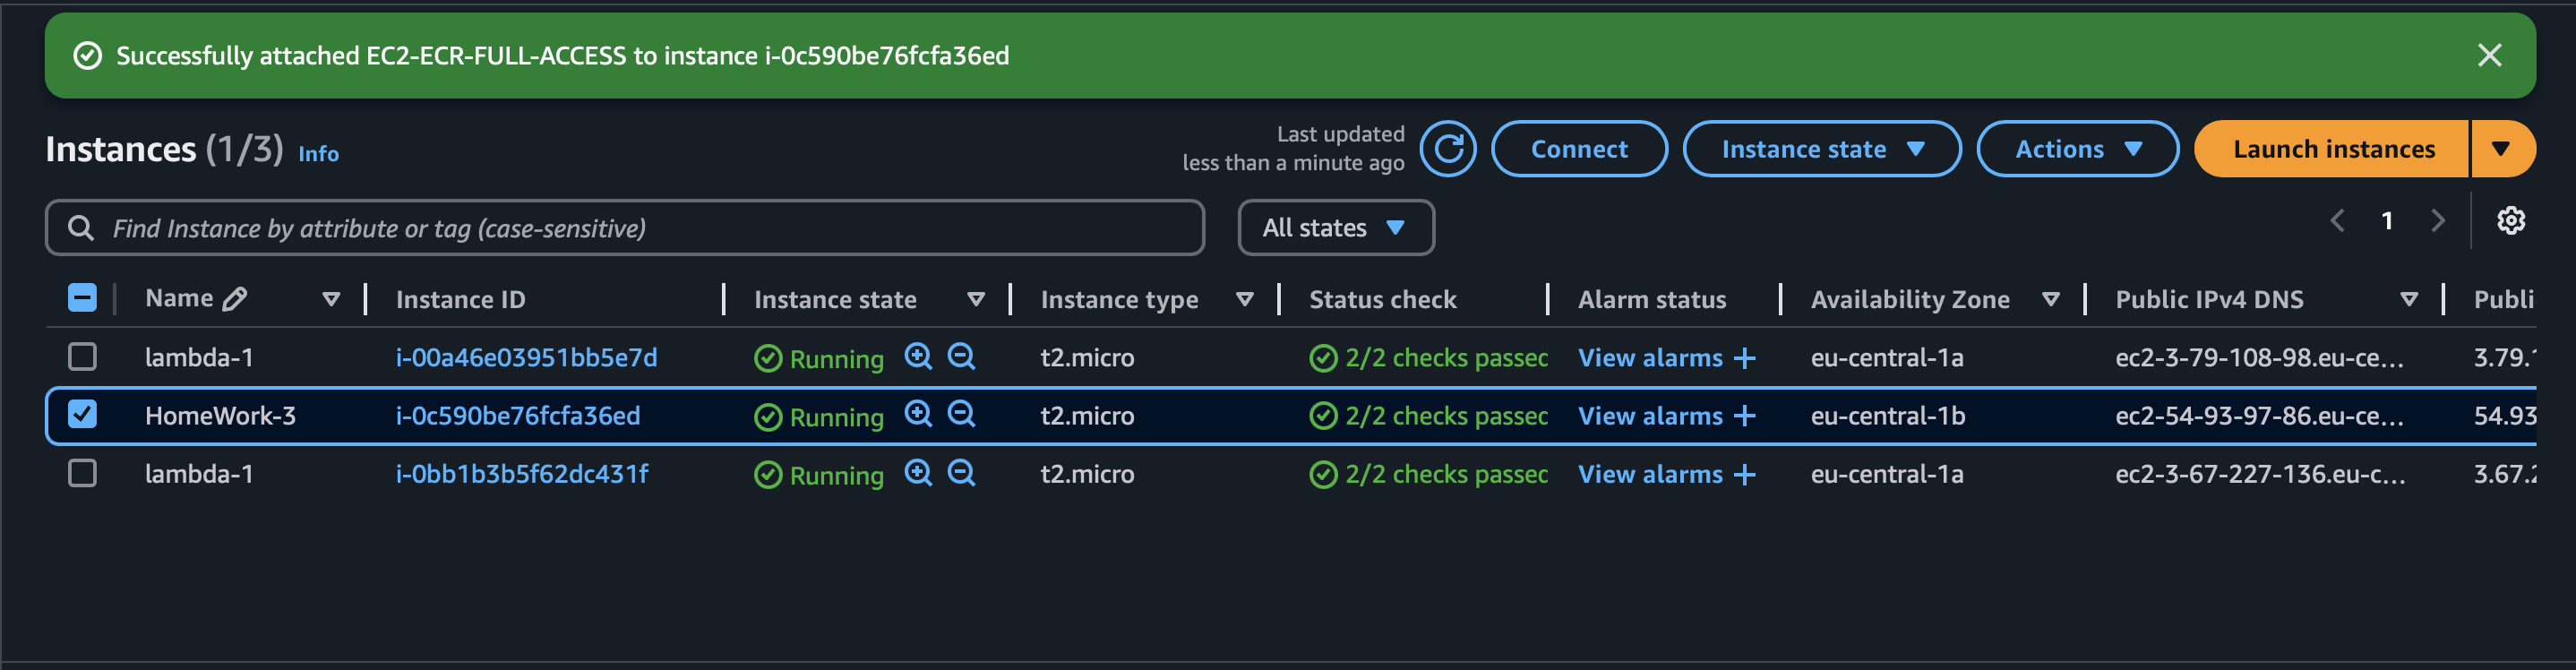 Successfully attached EC2-ECR-FULL-ACCESS to instance i-0c590be76fcfa36ed
Instances (1/3) Info
Last updated
less than a minute ago
Connect
Instance state
Actions
Launch instances
Find Instance by attribute or tag (case-sensitive)
All states
1
Name Instance ID Instance state Instance type Status check Alarm status Availability Zone Public IPv4 DNS Publi
lambda-1 i-00a46e03951bb5e7d Running t2.micro 2/2 checks passed View alarms + eu-central-1a ec2-3-79-108-98.eu-ce... 3.79.1
HomeWork-3 i-0c590be76fcfa36ed Running t2.micro 2/2 checks passed View alarms + eu-central-1b ec2-54-93-97-86.eu-ce... 54.93
lambda-1 i-0bb1b3b5f62dc431f Running t2.micro 2/2 checks passed View alarms + eu-central-1a ec2-3-67-227-136.eu-c... 3.67.2